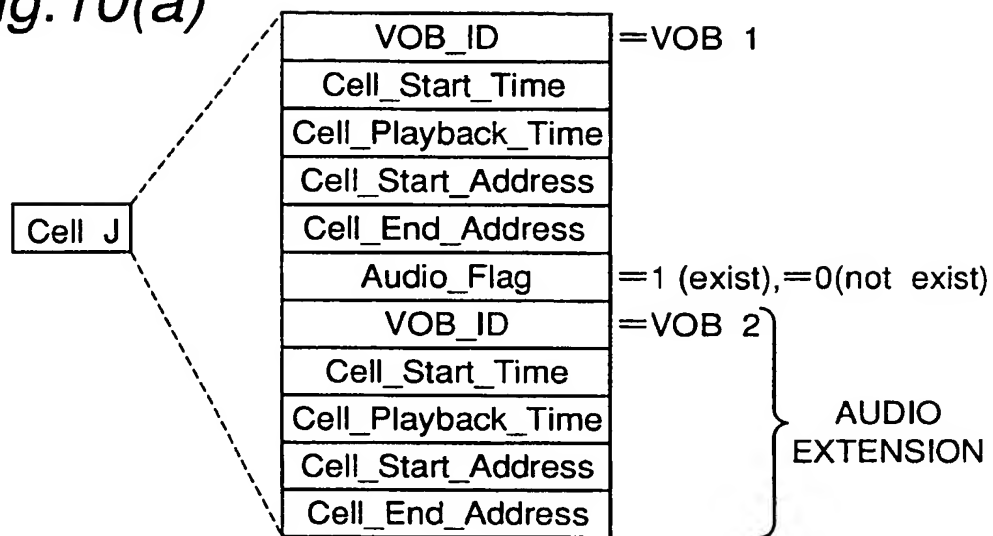 ig.10(a)
VOB_ID =VOB 1
Cell_Start_Time
Cell_Playback_Time
Cell_Start_Address
Cell J Cell_End_Address
Audio_Flag =1 (exist),=0(not exist)
VOB_ID =VOB 2
Cell_Start_Time
Cell_Playback_Time AUDIO
Cell_Start_Address EXTENSION
Cell_End_Address